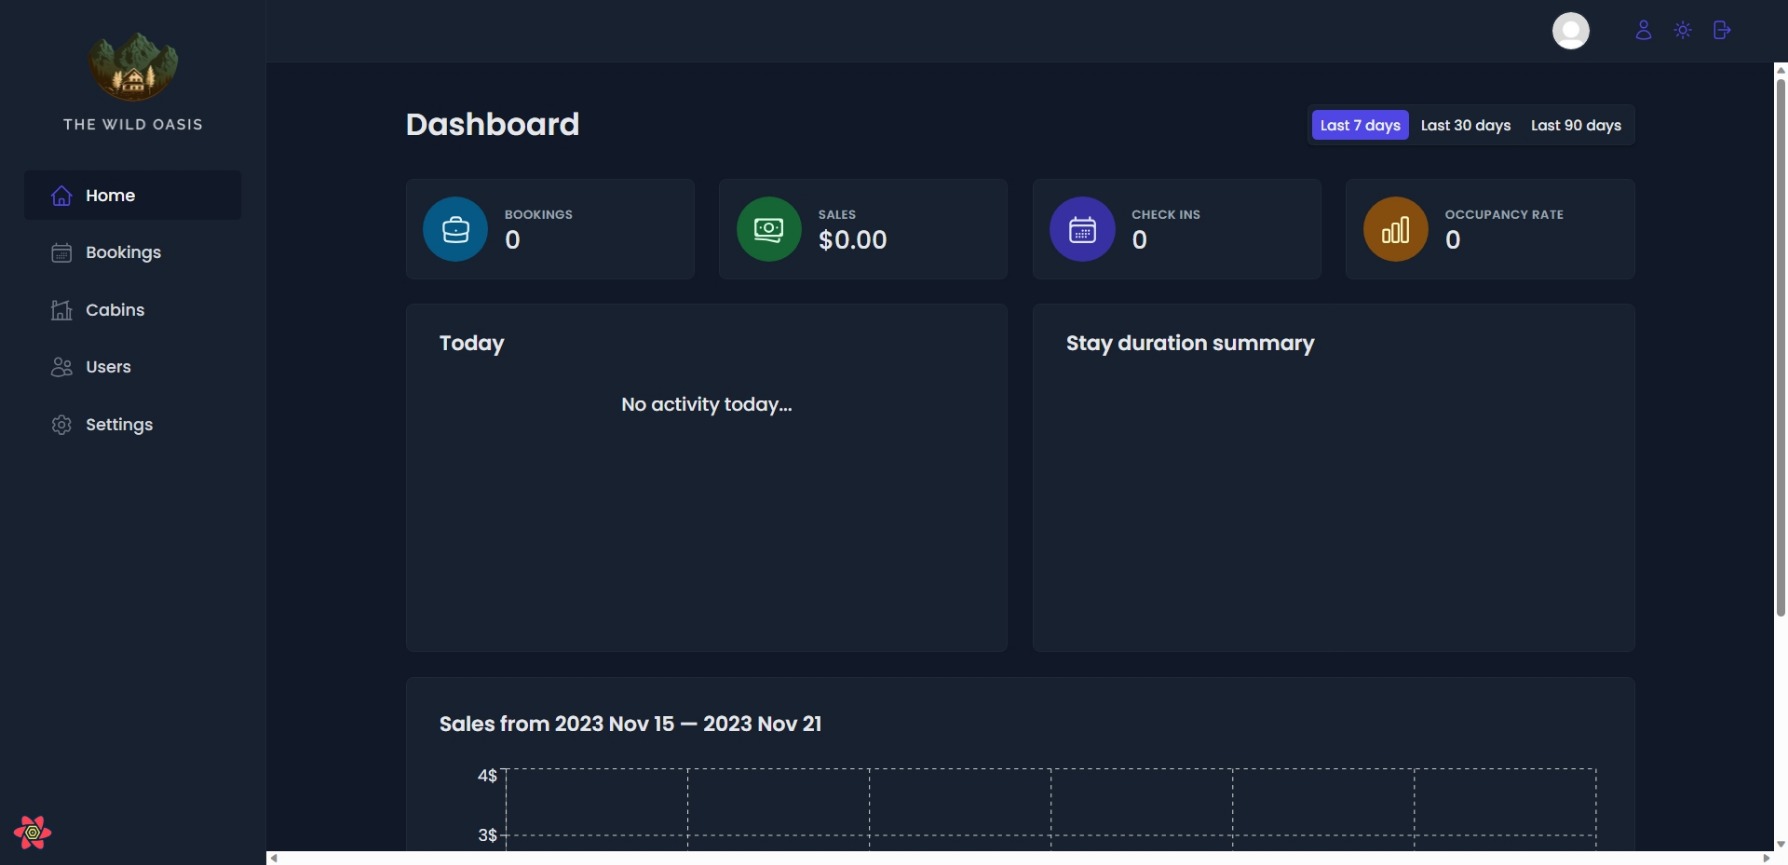 THE WILD OASIS
Home
Bookings
Cabins
Users
Settings
Dashboard
Last 7 days
Last 30 days
Last 90 days
BOOKINGS
0
SALES
$0.00
CHECK INS
0
OCCUPANCY RATE
0
Today
No activity today...
Stay duration summary
Sales from 2023 Nov 15 — 2023 Nov 21
4$
3$